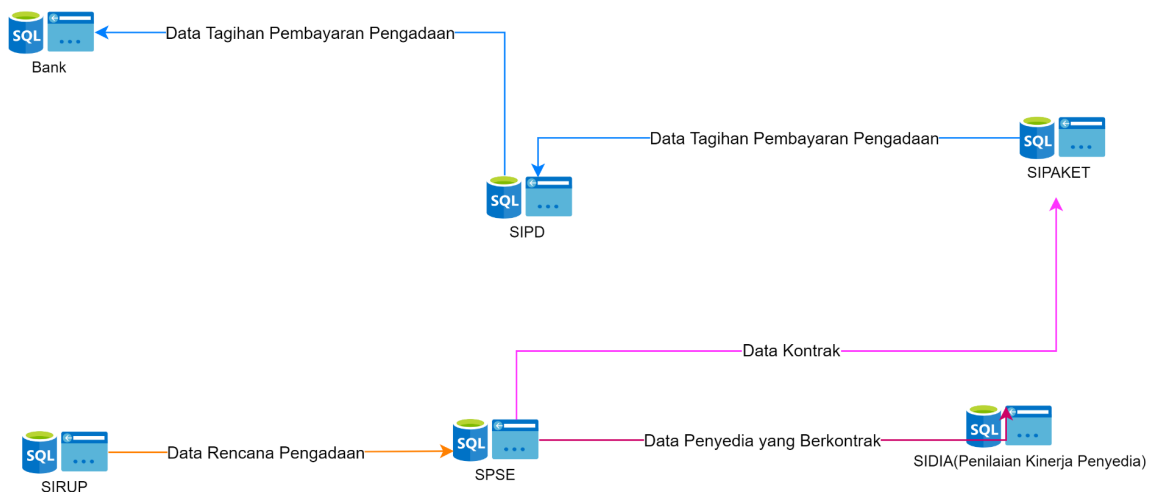 SQL
Bank
Data Tagihan Pembayaran Pengadaan
Data Tagihan Pembayaran Pengadaan
SQL
SIPAKET
SQL
SIPD
Data Kontrak
SQL
SIRUP
Data Rencana Pengadaan
SQL
SPSE
Data Penyedia yang Berkontrak
SQL
SIDIA(Penilaian Kinerja Penyedia)